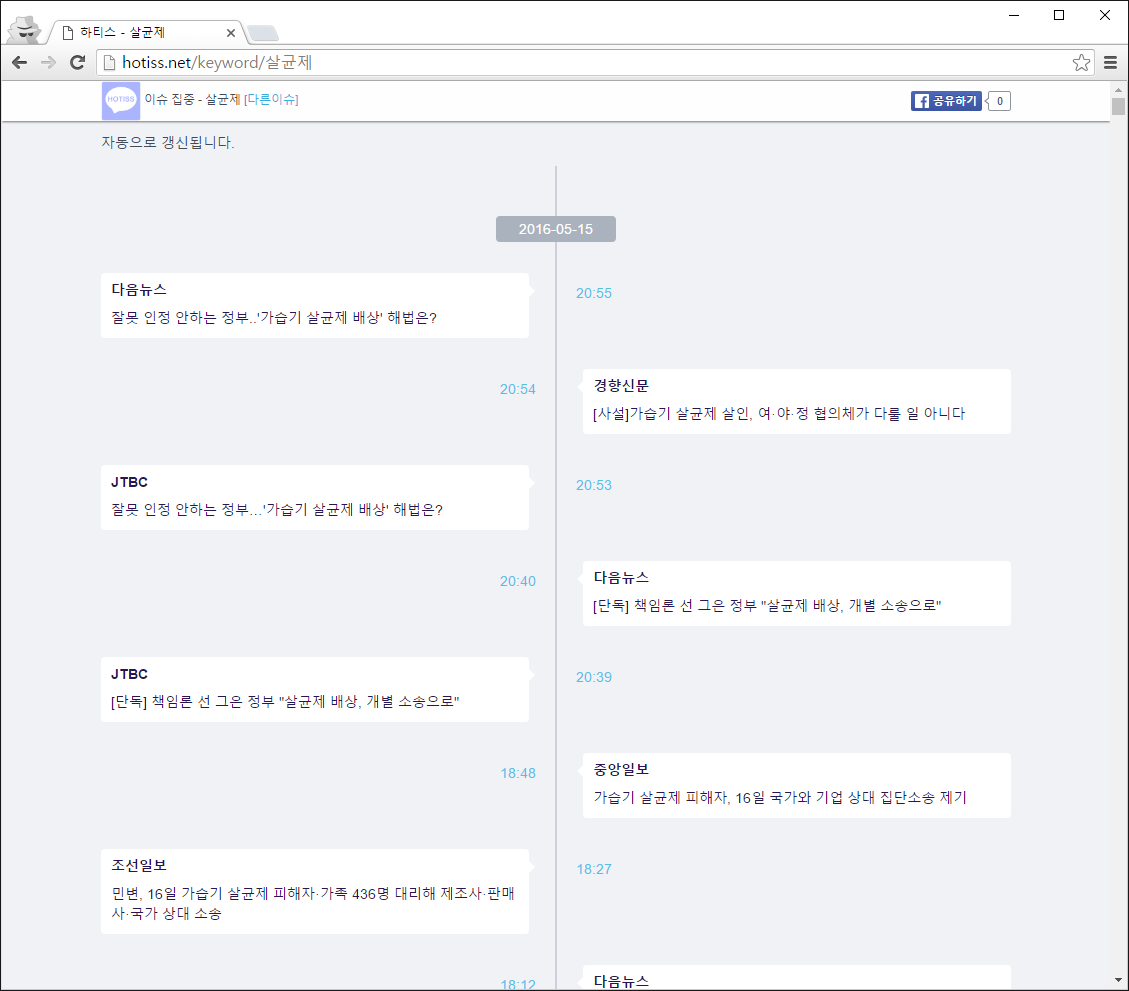 하티스 - 살균제
hotiss.net/keyword/살균제
HOTISS
이슈 집중 - 살균제 [다른이슈]
공유하기 0
자동으로 갱신됩니다.
2016-05-15
다음뉴스
20:55
잘못 인정 안하는 정부..'가습기 살균제 배상' 해법은?
경향신문
20:54
[사설]가습기 살균제 살인, 여·야·정 협의체가 다룰 일 아니다
JTBC
20:53
잘못 인정 안하는 정부…'가습기 살균제 배상' 해법은?
다음뉴스
20:40
[단독] 책임론 선 그은 정부 "살균제 배상, 개별 소송으로"
JTBC
20:39
[단독] 책임론 선 그은 정부 "살균제 배상, 개별 소송으로"
중앙일보
18:48
가습기 살균제 피해자, 16일 국가와 기업 상대 집단소송 제기
조선일보
18:27
민변, 16일 가습기 살균제 피해자·가족 436명 대리해 제조사·판매
사·국가 상대 소송
다음뉴스
18:12